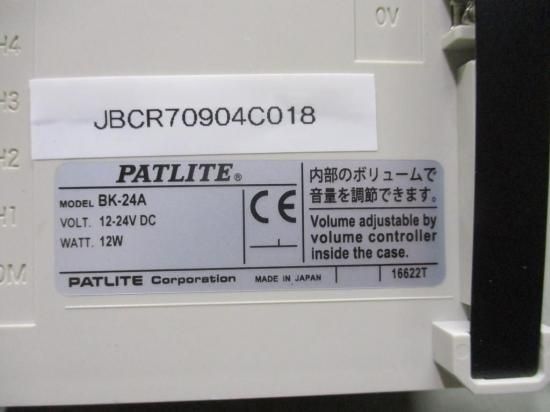 0V
H4
H3
H2
H1
OM
JBCR70904C018
PATLITE®
MODEL BK-24A
VOLT. 12-24V DC
WATT. 12W
CE
内部のボリュームで
音量を調節できます。
Volume adjustable by
volume controller
inside the case.
PATLITE Corporation MADE IN JAPAN 16622T